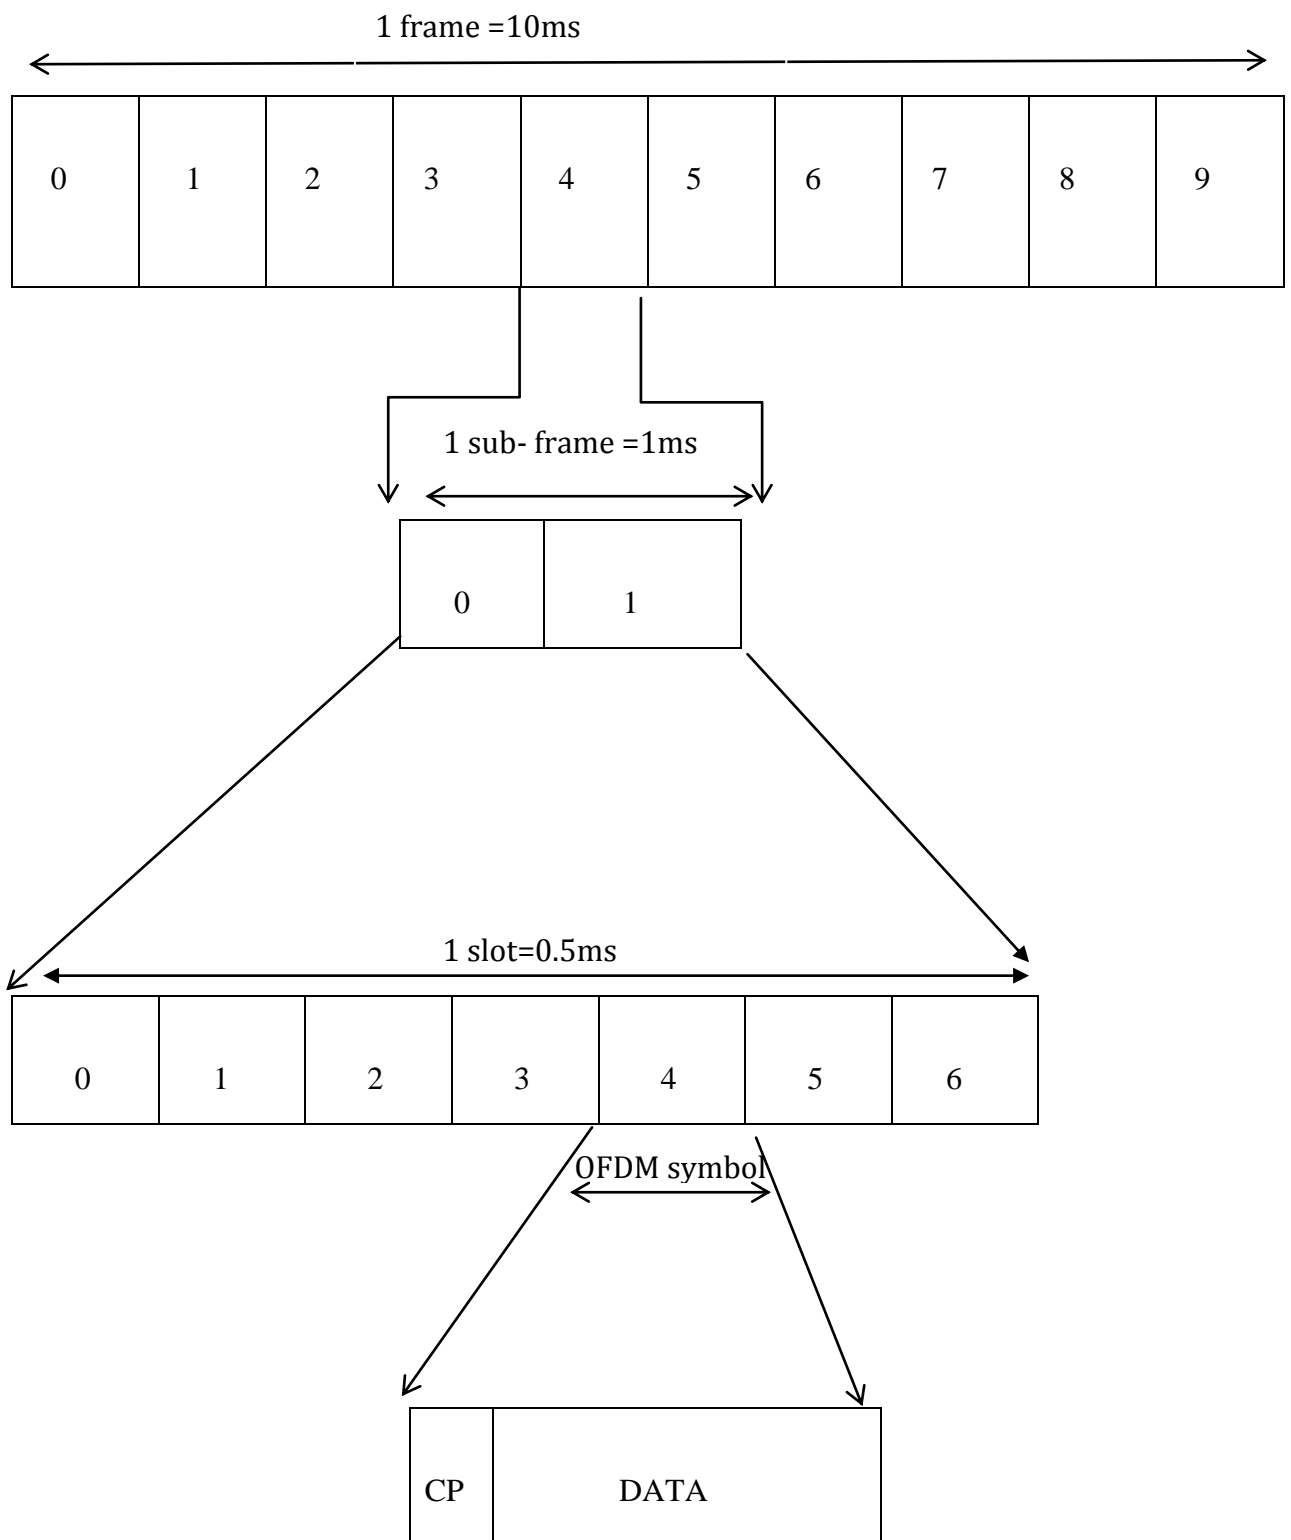 1 frame =10ms
0 1 2 3 4 5 6 7 8 9
1 sub- frame =1ms
0 1
1 slot=0.5ms
0 1 2 3 4 5 6
OFDM symbol
CP DATA